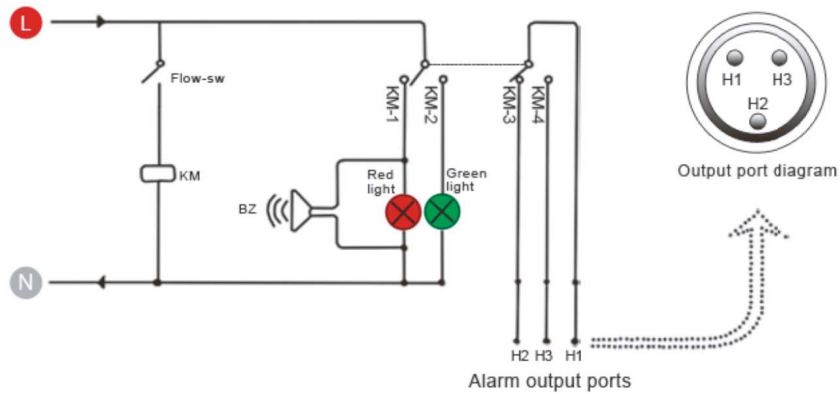 L
Flow-sw
KM
KM-1
KM-2
KM-3
KM-4
Red
light
Green
light
BZ
N
H2 H3 H1
Alarm output ports
H1 H3
H2
Output port diagram